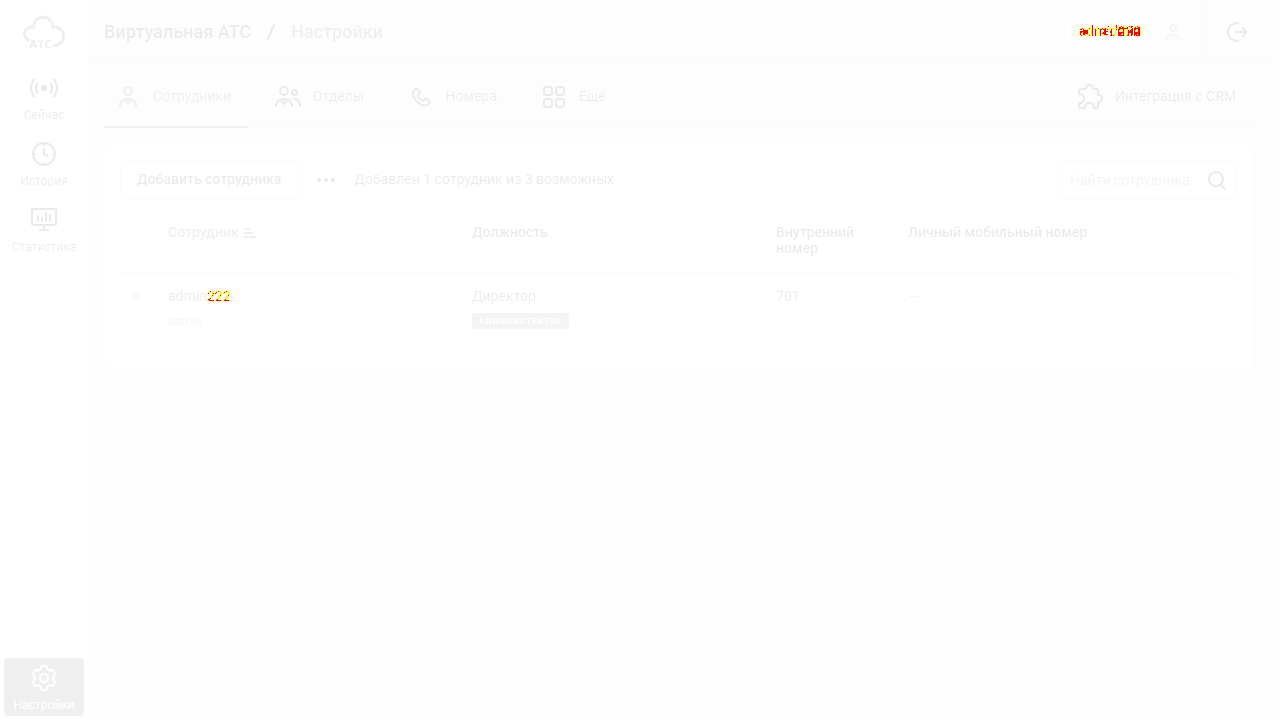 АТС
Виртуальная АТС / Настройки
Сейчас
История
Статистика
Настройки
Сотрудники
Отделы
Номера
Ещё
Интеграция с CRM
Добавить сотрудника
Добавлен 1 сотрудник из 3 возможных
Найти сотрудника
Сотрудник
Должность
Внутренний
номер
Личный мобильный номер
admin222
Директор
701
—
admin
АДМИНИСТРАТОР